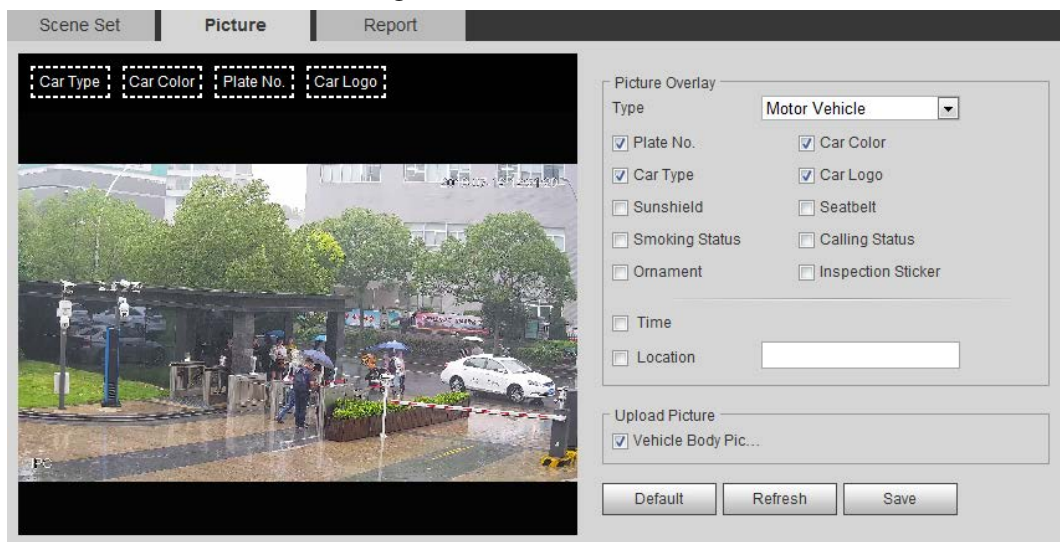 Scene Set Picture Report
Car Type Car Color Plate No. Car Logo
Picture Overlay
Type Motor Vehicle
Plate No. Car Color
Car Type Car Logo
Sunshield Seatbelt
Smoking Status Calling Status
Ornament Inspection Sticker
Time
Location
Upload Picture
Vehicle Body Pic...
Default Refresh Save